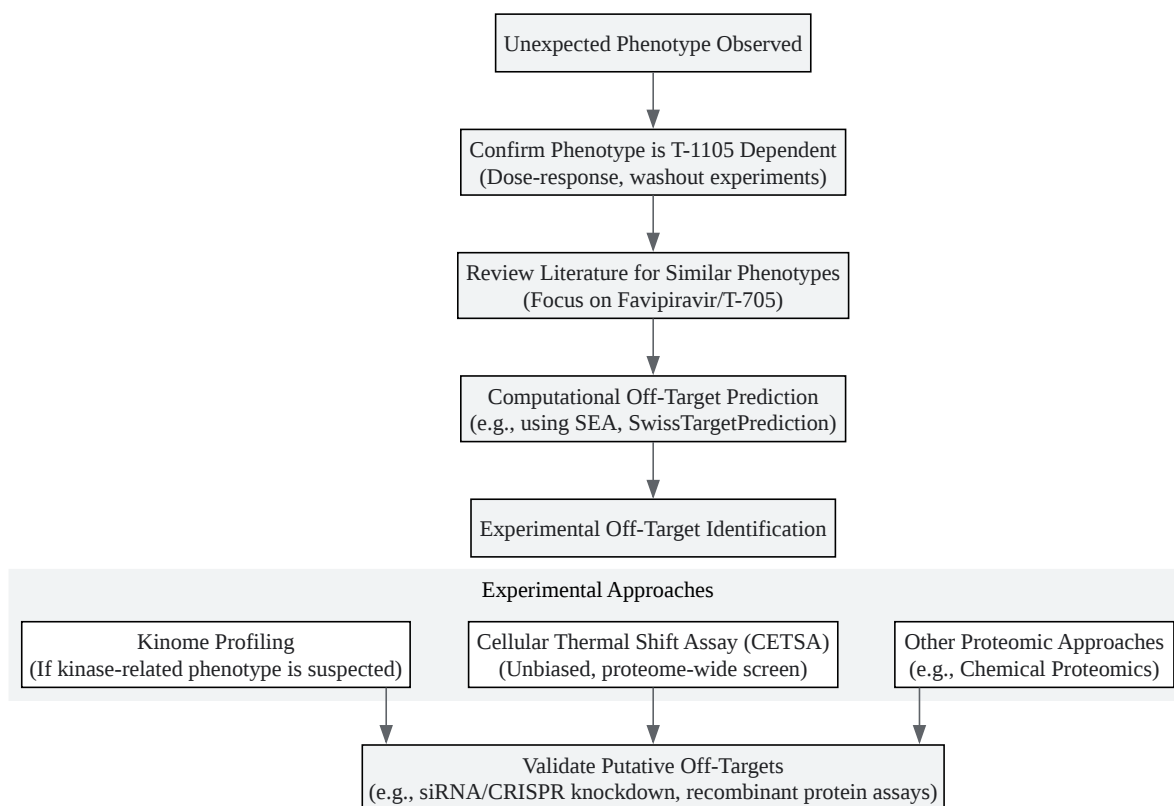 Unexpected Phenotype Observed
Confirm Phenotype is T-1105 Dependent
(Dose-response, washout experiments)
Review Literature for Similar Phenotypes
(Focus on Favipiravir/T-705)
Computational Off-Target Prediction
(e.g., using SEA, SwissTargetPrediction)
Experimental Off-Target Identification
Experimental Approaches
Kinome Profiling
(If kinase-related phenotype is suspected)
Cellular Thermal Shift Assay (CETSA)
(Unbiased, proteome-wide screen)
Other Proteomic Approaches
(e.g., Chemical Proteomics)
Validate Putative Off-Targets
(e.g., siRNA/CRISPR knockdown, recombinant protein assays)